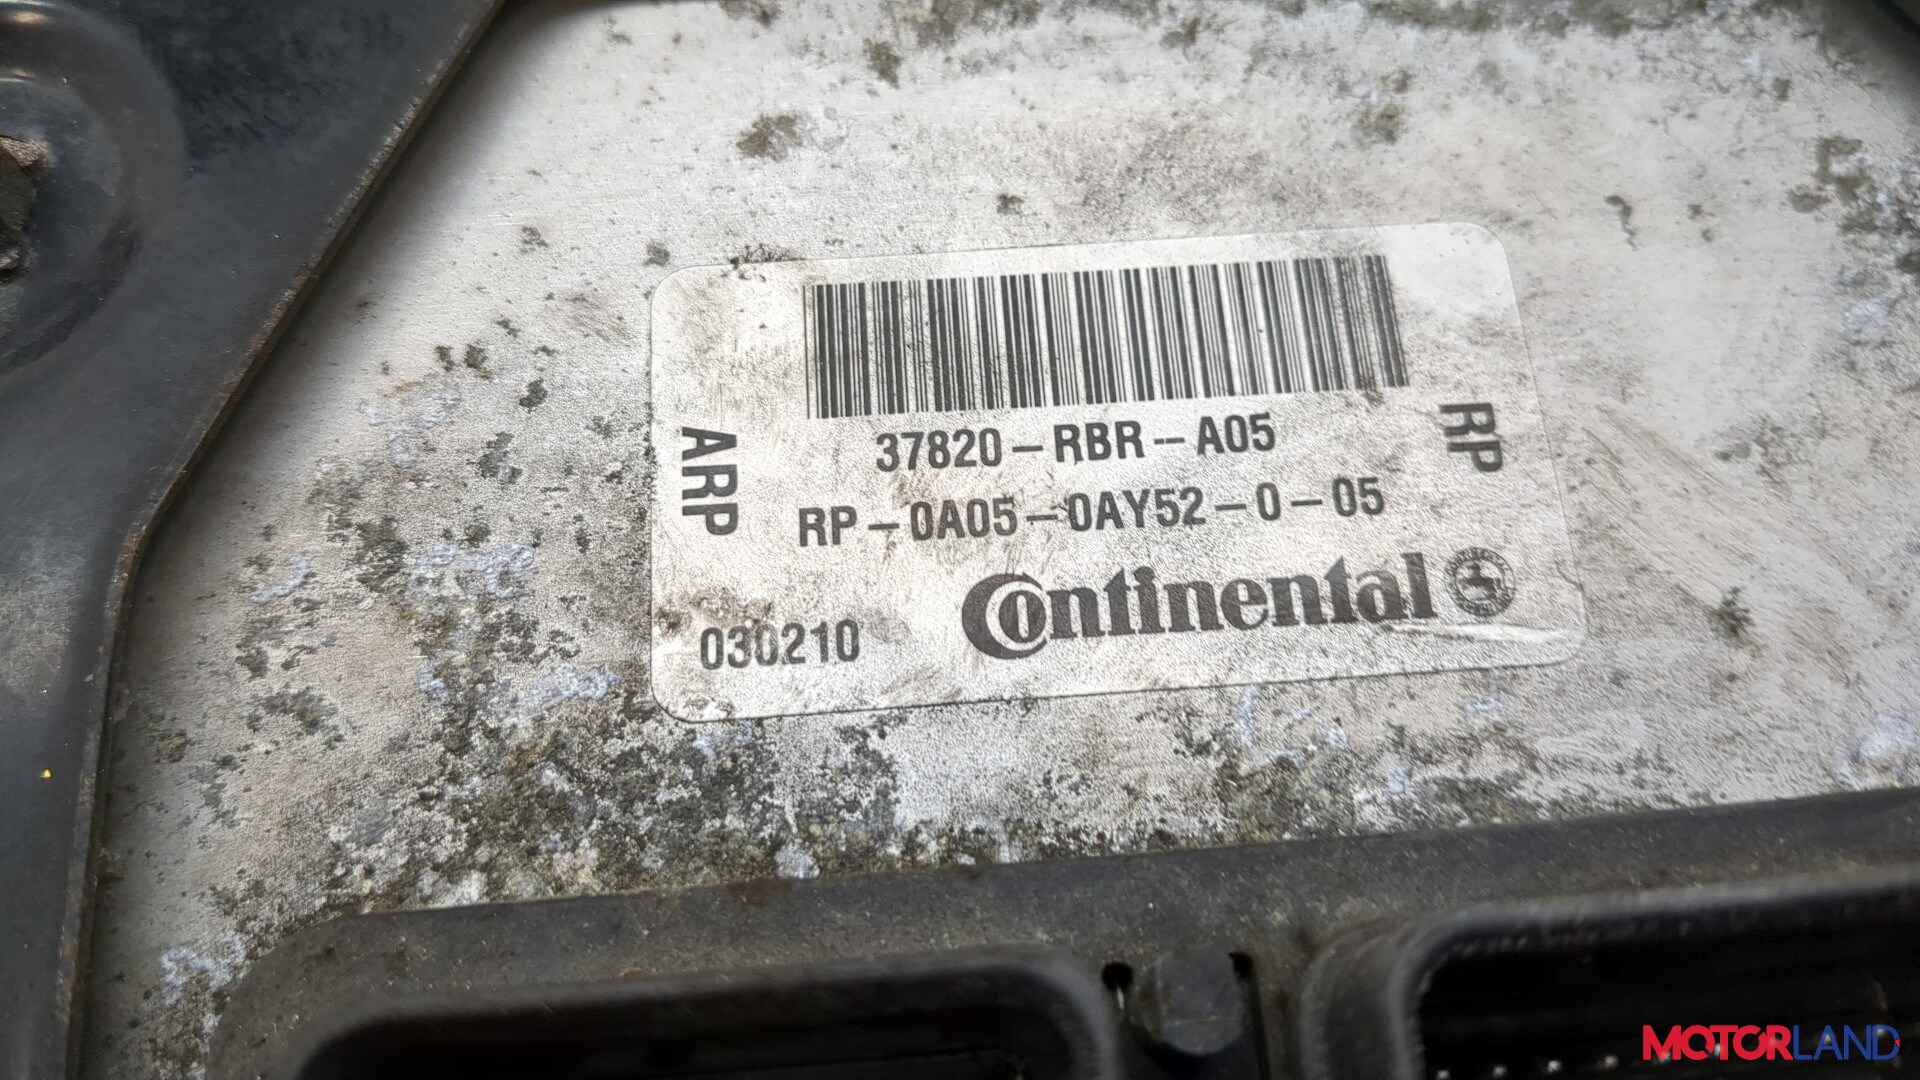 37820-RBR-A05
ARP
RP
RP-0A05-0AY52-0-05
030210
Continental
MOTORLAND